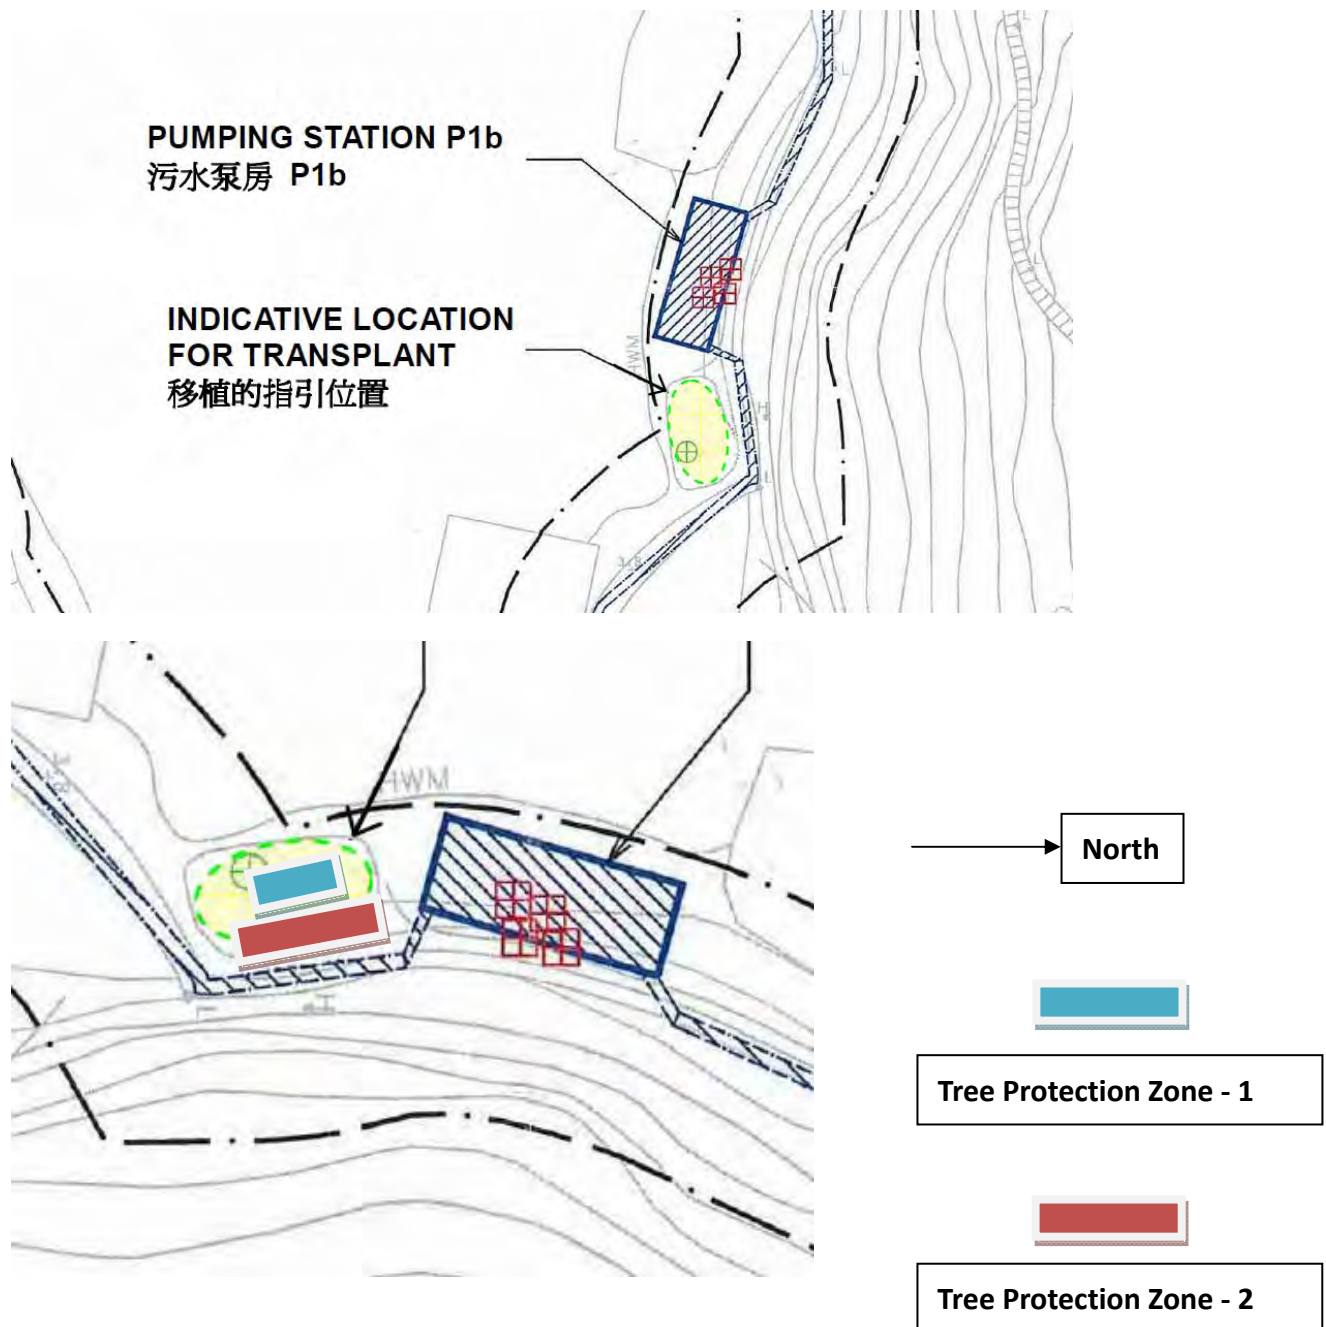 PUMPING STATION P1b
污水泵房 P1b
INDICATIVE LOCATION
FOR TRANSPLANT
移植的指引位置
HWM
HWM
North
Tree Protection Zone - 1
Tree Protection Zone - 2